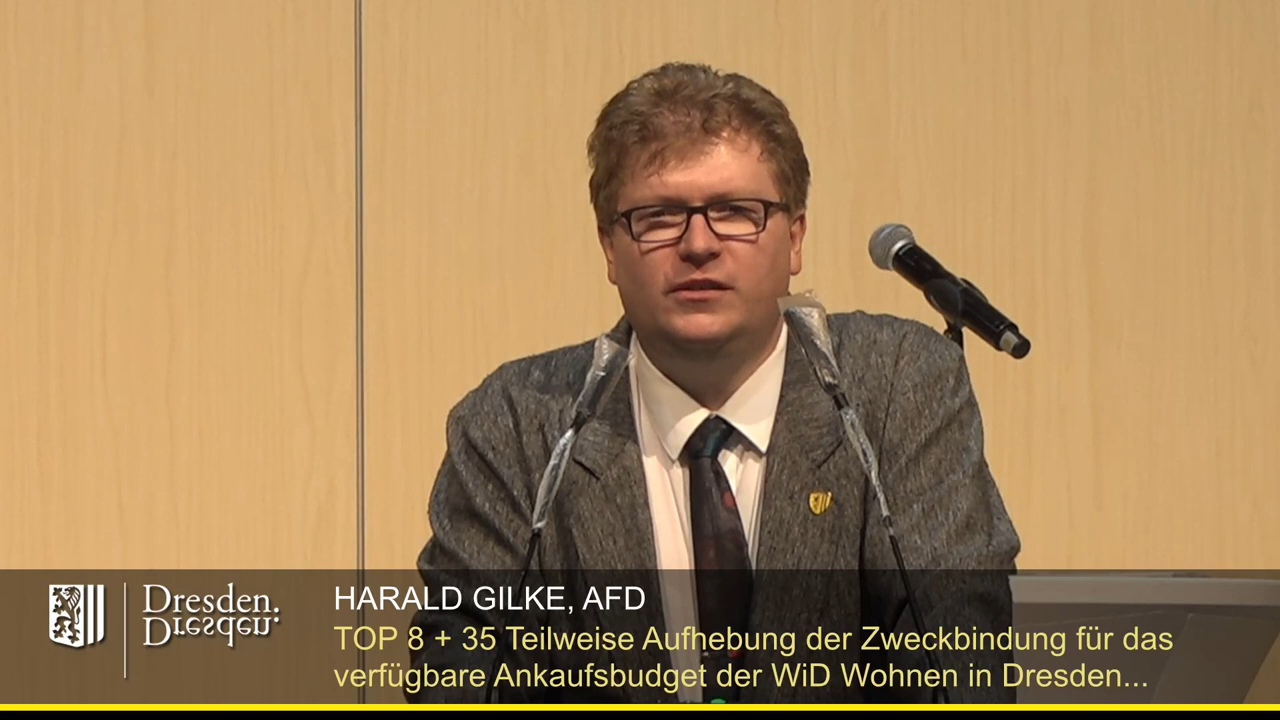 Dresden.
Dresden.
HARALD GILKE, AFD
TOP 8 + 35 Teilweise Aufhebung der Zweckbindung für das
verfügbare Ankaufsbudget der WiD Wohnen in Dresden...